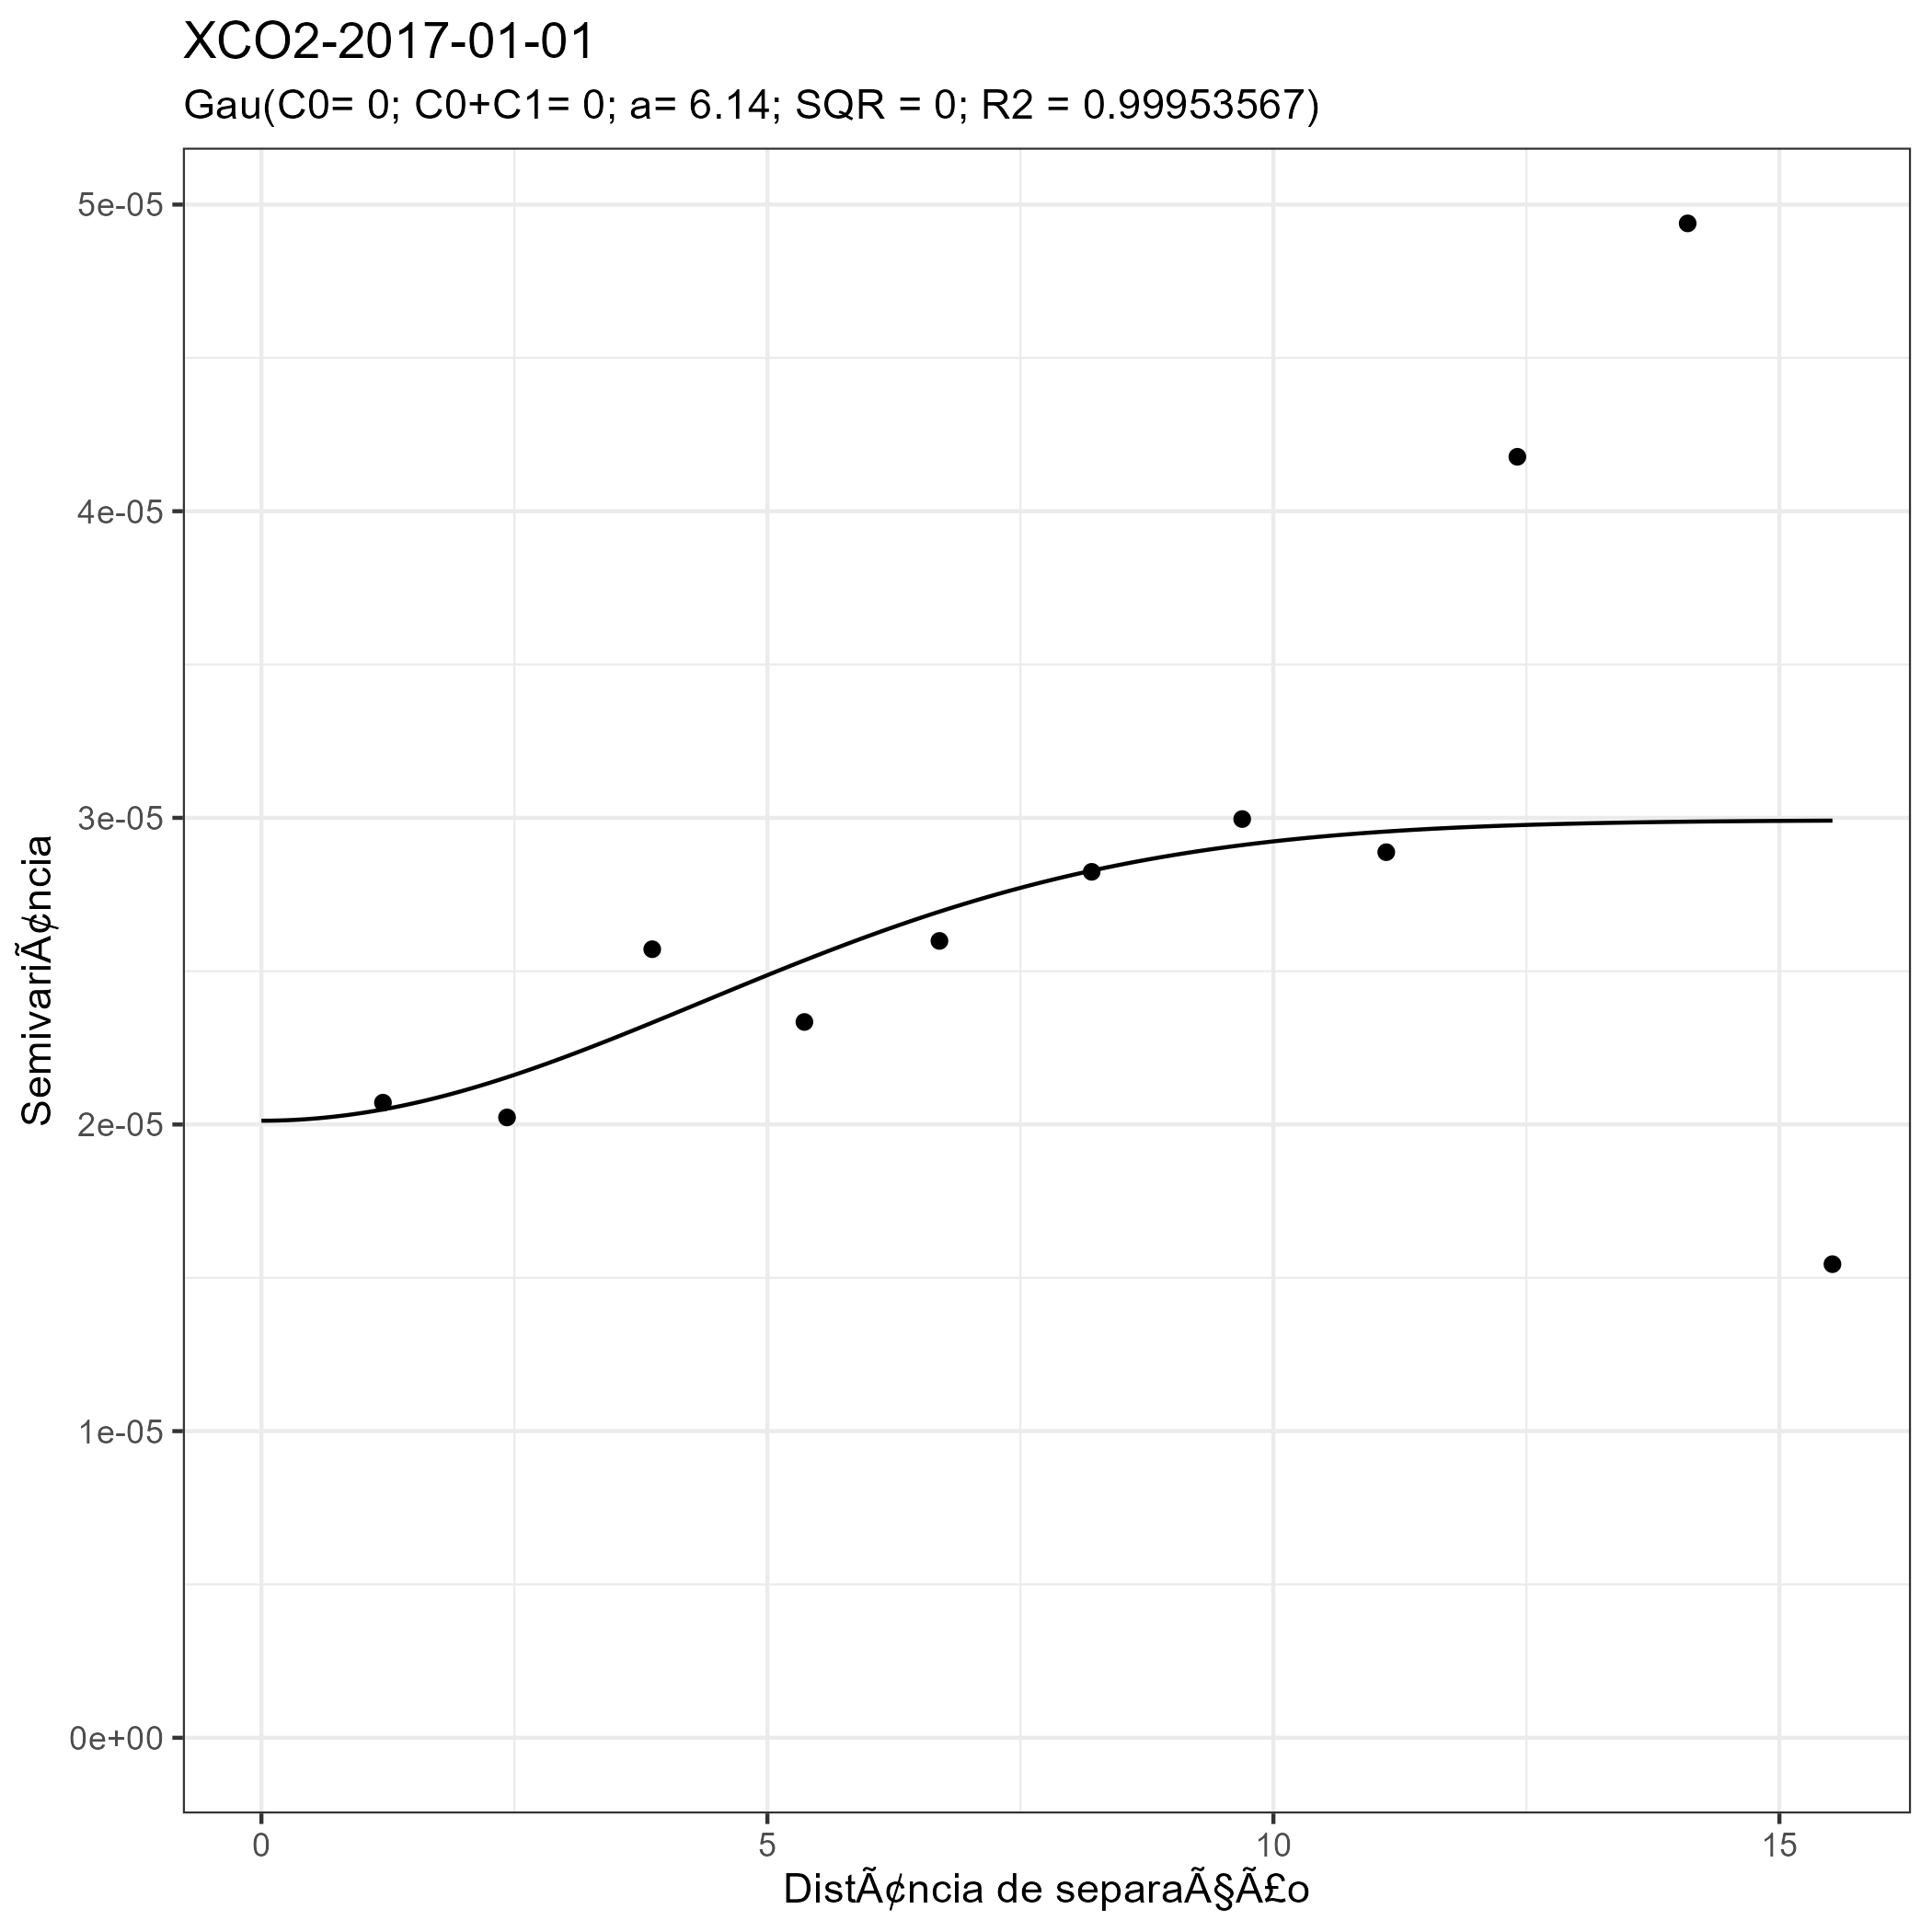 XCO2-2017-01-01
Gau(C0= 0; C0+C1= 0; a= 6.14; SQR = 0; R2 = 0.99953567)
5e-05
4e-05
3e-05
2e-05
1e-05
0e+00
SemivariÃ¢ncia
0 5 10 15
DistÃ¢ncia de separaÃ§Ã£o